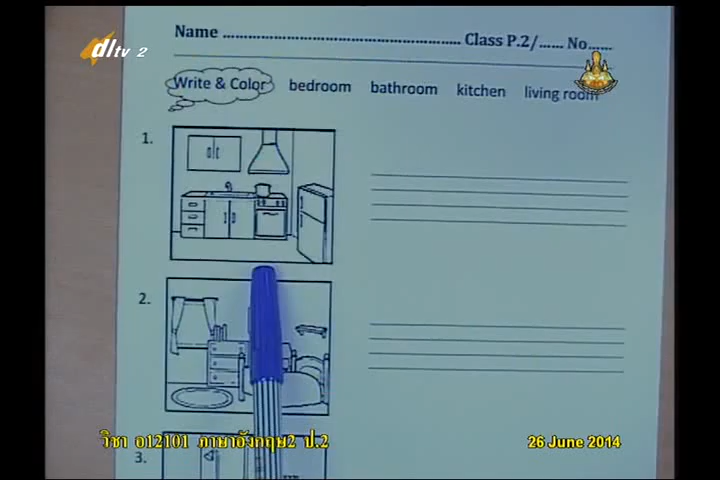 Name ............................................................ Class P.2/...... No......
dltv 2
Write & Color bedroom bathroom kitchen living room
1.
2.
วิชา อ12101 ภาษาอังกฤษ2 ป.2
26 June 2014
3.